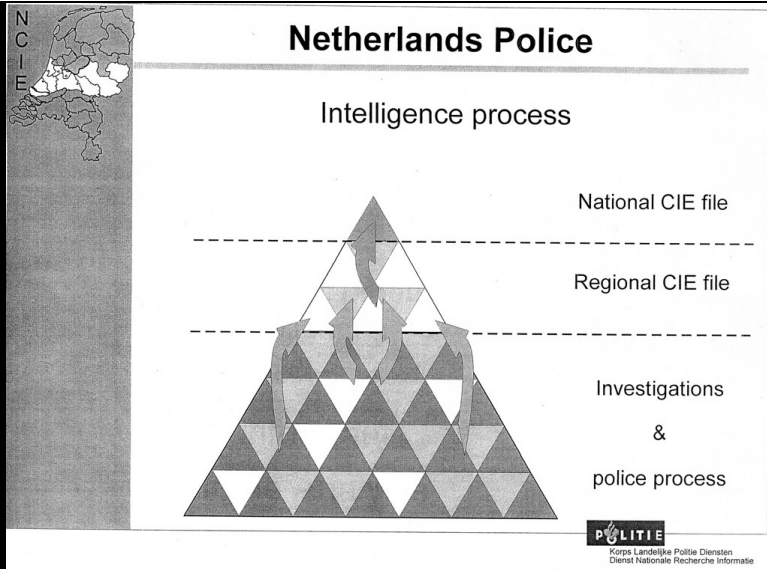 NCIE
Netherlands Police
Intelligence process
National CIE file
Regional CIE file
Investigations
&
police process
POLITIE
Korps Landelijke Politie Diensten
Dienst Nationale Recherche Informatie